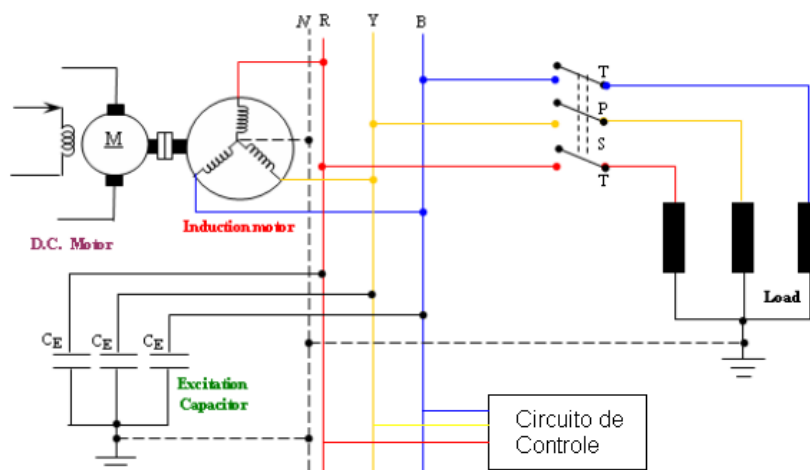 N R Y B
T
P
S
T
M
Induction motor
D.C. Motor
Load
CE CE CE
Excitation
Capacitor
Circuito de
Controle